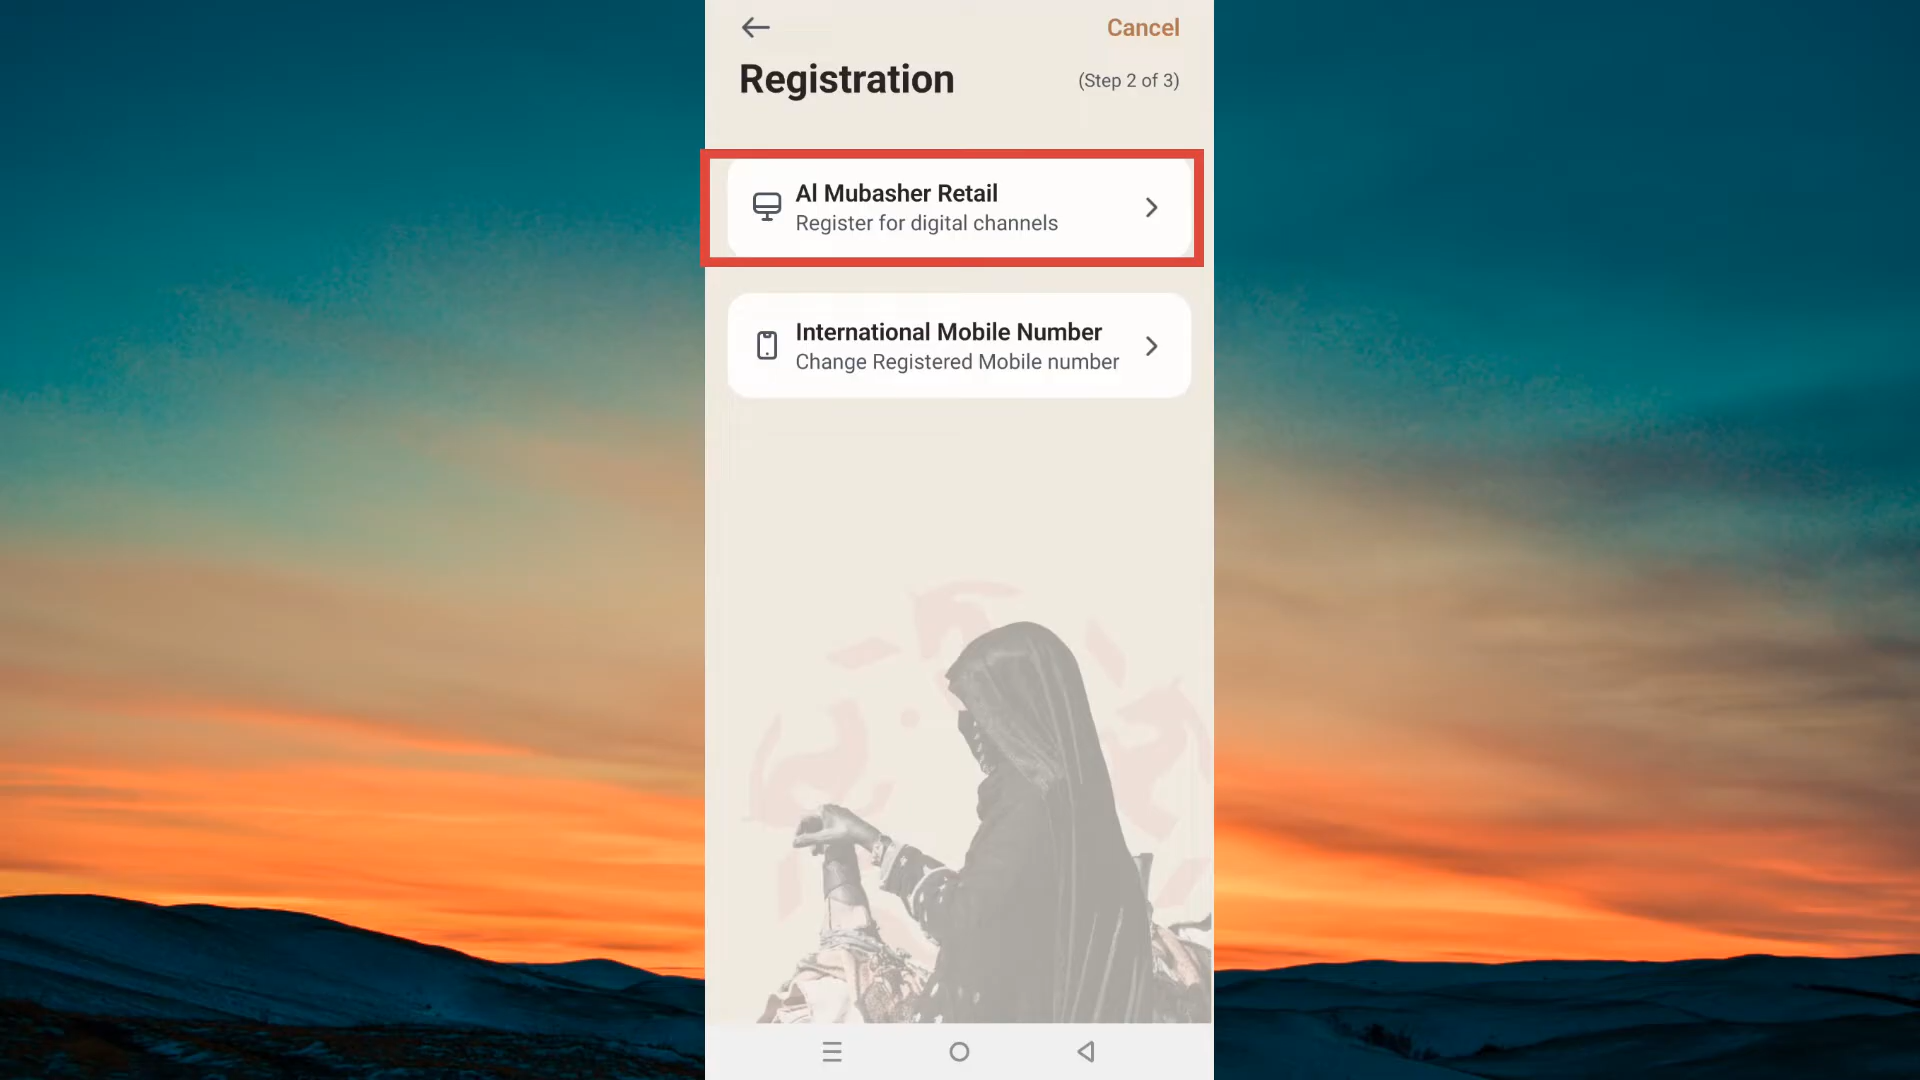 Cancel
Registration
(Step 2 of 3)
Al Mubasher Retail
Register for digital channels
International Mobile Number
Change Registered Mobile number